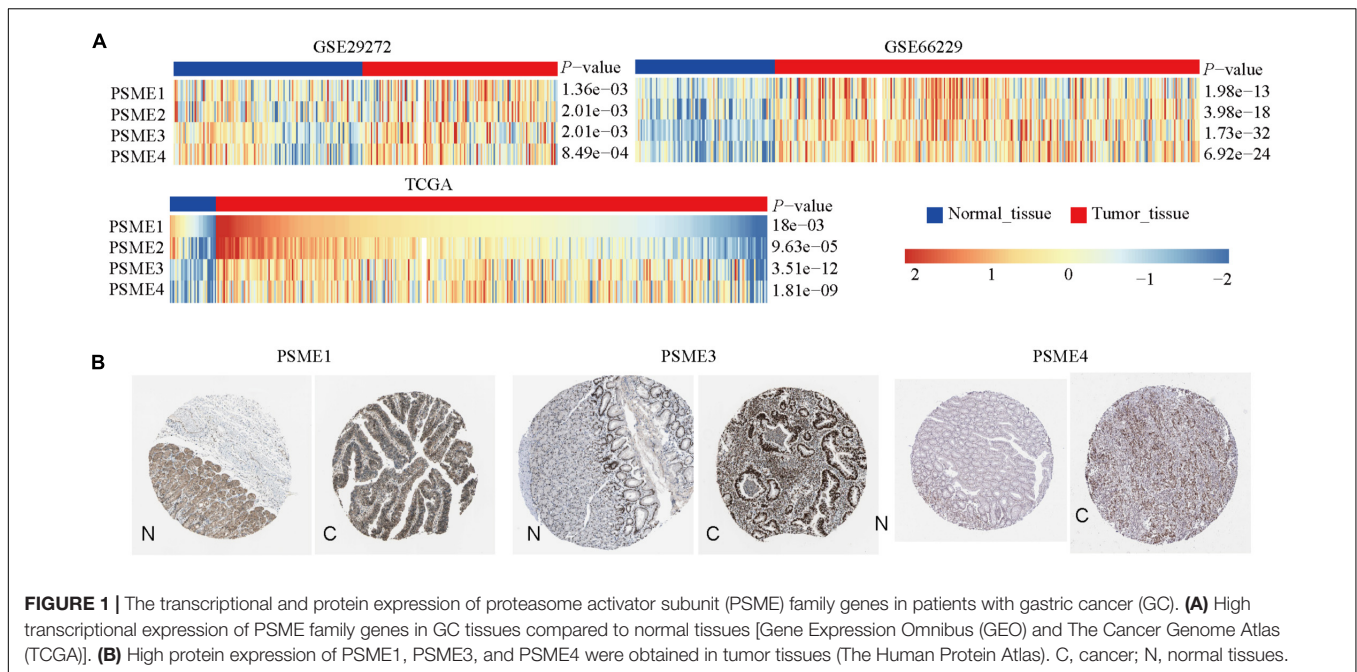 A
GSE29272
P-value
PSME1 1.36e-03
PSME2 2.01e-03
PSME3 2.01e-03
PSME4 8.49e-04
GSE66229
P-value
1.98e-13
3.98e-18
1.73e-32
6.92e-24
TCGA
P-value
PSME1 18e-03
PSME2 9.63e-05
PSME3 3.51e-12
PSME4 1.81e-09
Normal_tissue Tumor_tissue
2 1 0 -1 -2
B
PSME1 PSME3 PSME4
N C N C N C
FIGURE 1 | The transcriptional and protein expression of proteasome activator subunit (PSME) family genes in patients with gastric cancer (GC). (A) High
transcriptional expression of PSME family genes in GC tissues compared to normal tissues [Gene Expression Omnibus (GEO) and The Cancer Genome Atlas
(TCGA)]. (B) High protein expression of PSME1, PSME3, and PSME4 were obtained in tumor tissues (The Human Protein Atlas). C, cancer; N, normal tissues.